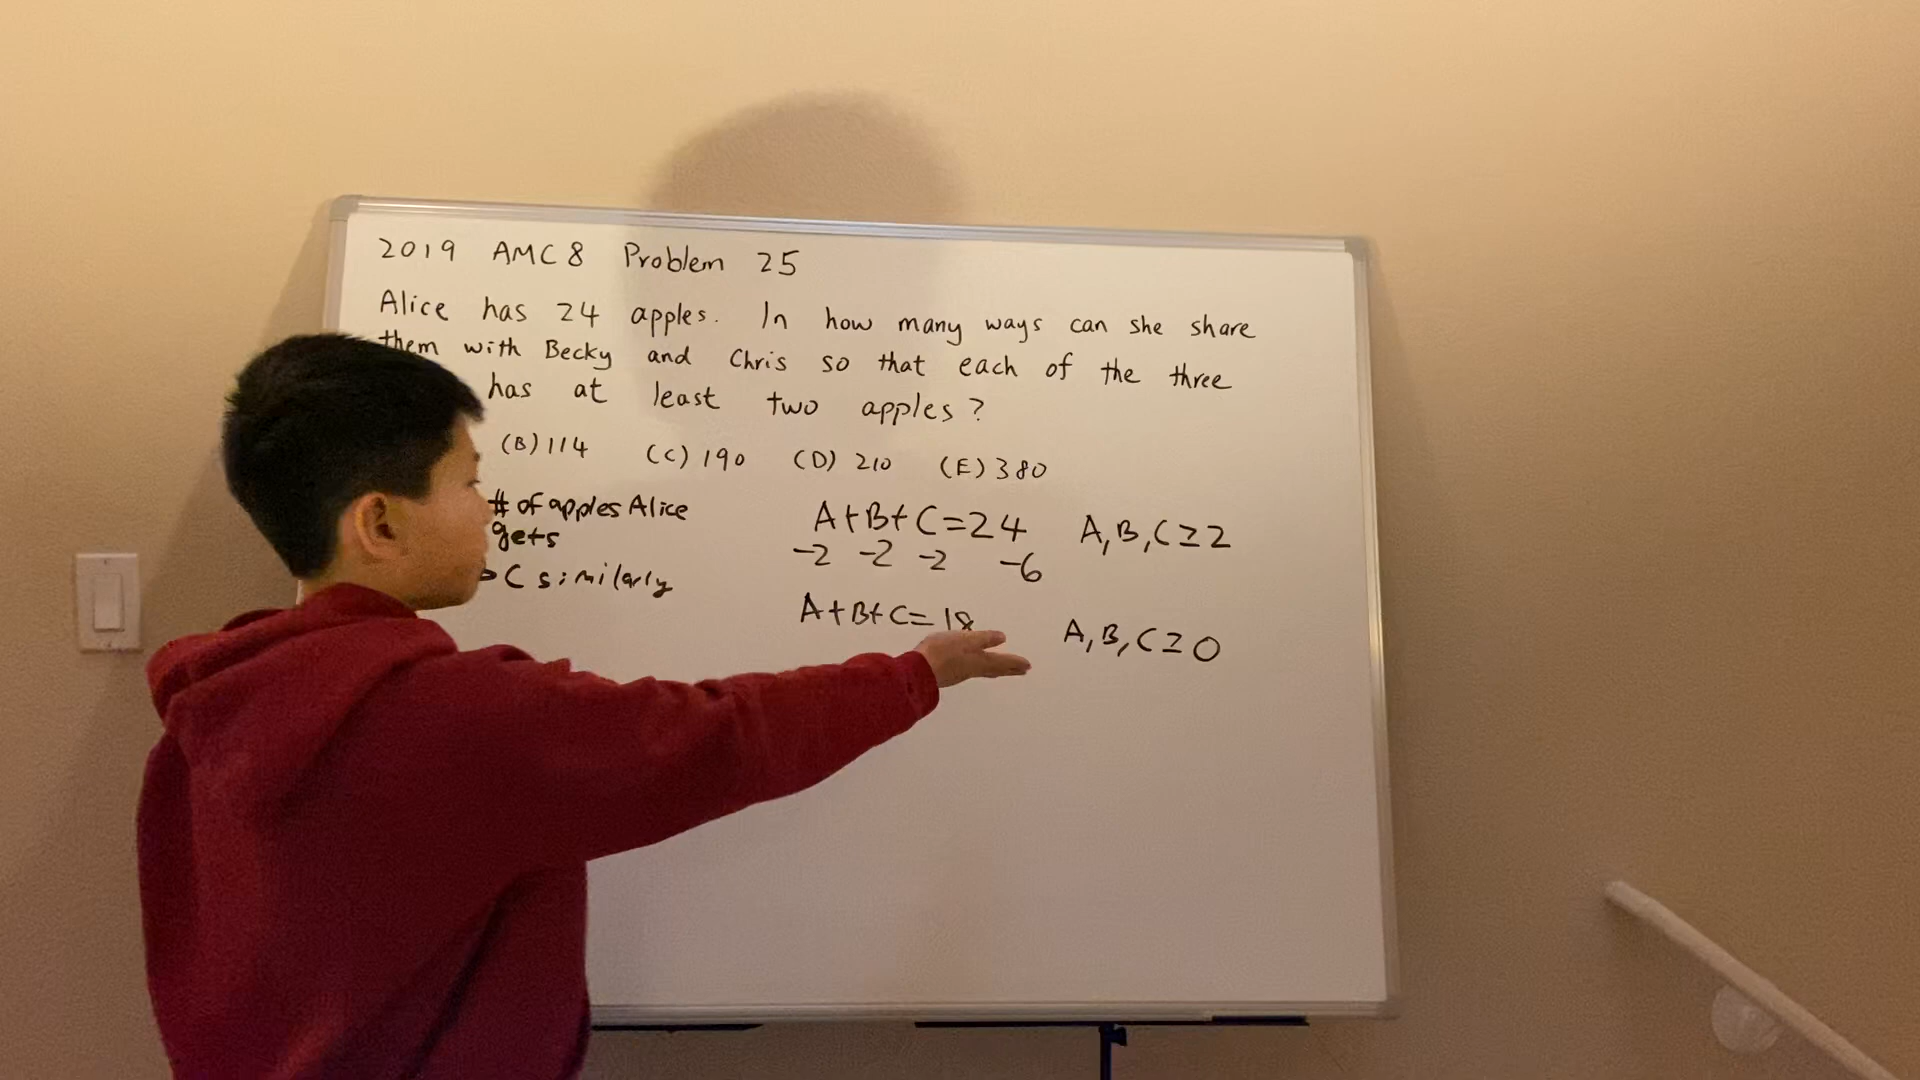 2019 AMC 8 Problem 25
Alice has 24 apples. In how many ways can she share
them with Becky and Chris so that each of the three
has at least two apples?
(B) 114 (C) 190 (D) 210 (E) 380
# of apples Alice
gets
C similarly
A+B+C=24 A,B,C≥2
-2 -2 -2 -6
A+B+C=18 A,B,C≥0